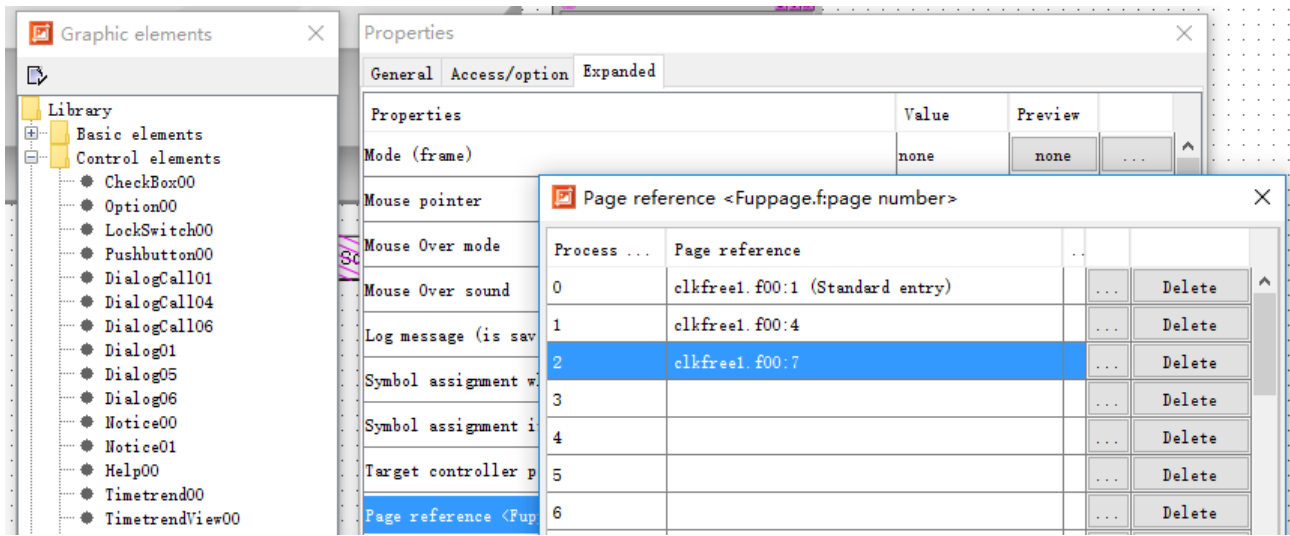 Graphic elements
Library
Basic elements
Control elements
CheckBox00
Option00
LockSwitch00
Pushbutton00
DialogCall01
DialogCall04
DialogCall06
Dialog01
Dialog05
Dialog06
Notice00
Notice01
Help00
Timetrend00
TimetrendView00
Properties
General Access/option Expanded
Properties Value Preview
Mode (frame) none none ...
Mouse pointer
Mouse Over mode
Mouse Over sound
Log message (is sav
Symbol assignment w
Symbol assignment i
Target controller p
Page reference <Fup
Page reference <Fuppage.f:page number>
Process ... Page reference ..
0 clkfree1.f00:1 (Standard entry) ... Delete
1 clkfree1.f00:4 ... Delete
2 clkfree1.f00:7 ... Delete
3 ... Delete
4 ... Delete
5 ... Delete
6 ... Delete